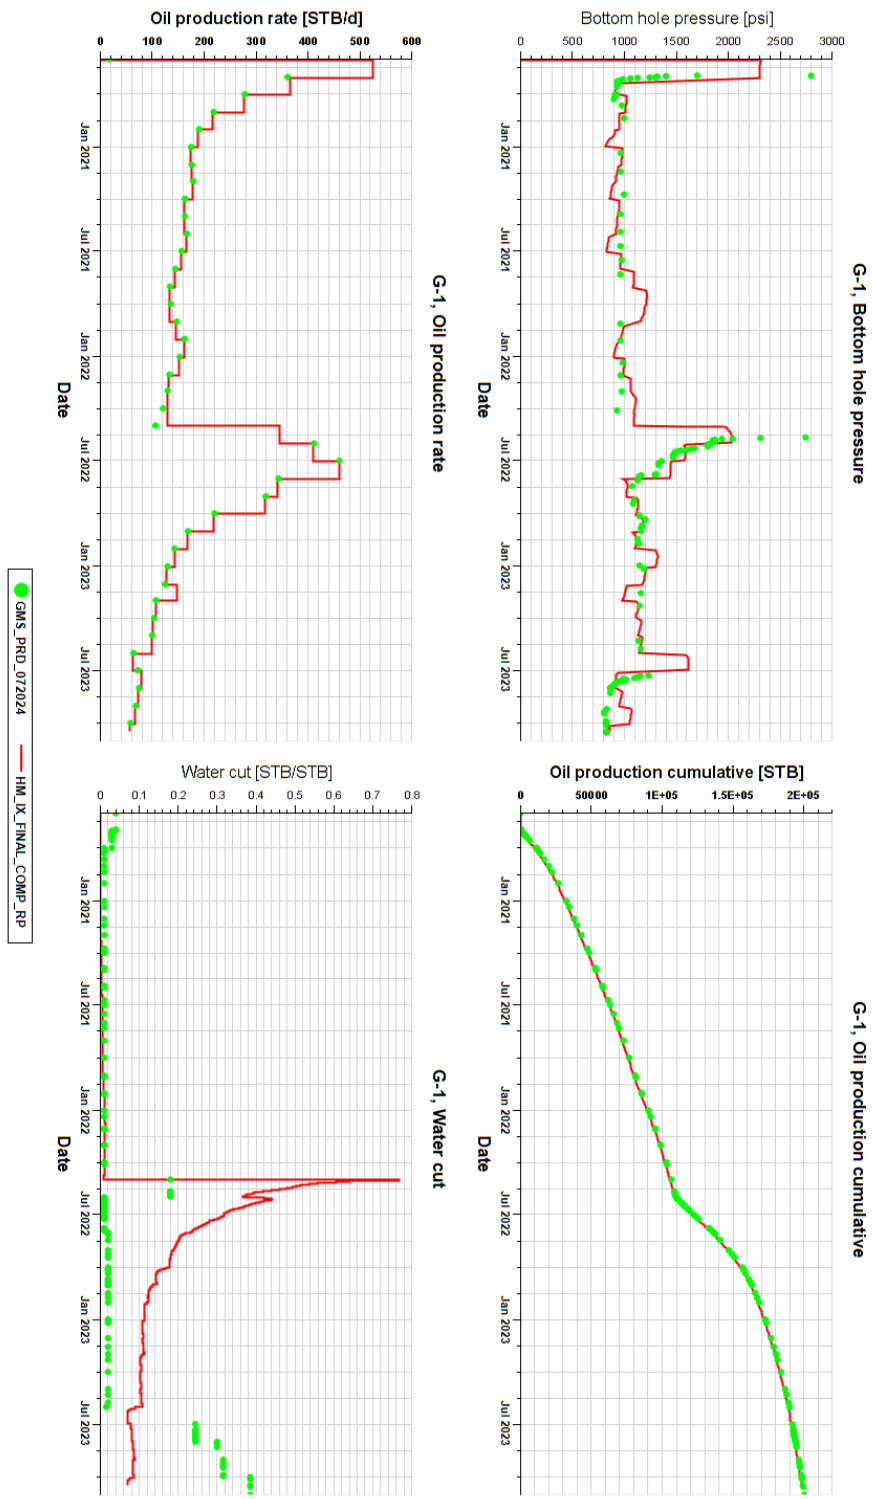 G-1, Bottom hole pressure
Bottom hole pressure [psi]
0 500 1000 1500 2000 2500 3000
Jan 2021
Jul 2021
Jan 2022
Jul 2022
Jan 2023
Jul 2023
Date
G-1, Oil production cumulative
Oil production cumulative [STB]
0 50000 1E+05 1.5E+05 2E+05
Jan 2021
Jul 2021
Jan 2022
Jul 2022
Jan 2023
Jul 2023
Date
G-1, Oil production rate
Oil production rate [STB/d]
0 100 200 300 400 500 600
Jan 2021
Jul 2021
Jan 2022
Jul 2022
Jan 2023
Jul 2023
Date
G-1, Water cut
Water cut [STB/STB]
0 0.1 0.2 0.3 0.4 0.5 0.6 0.7 0.8
Jan 2021
Jul 2021
Jan 2022
Jul 2022
Jan 2023
Jul 2023
Date
GMS_PRD_072024 HM_IX_FINAL_COMP_RP